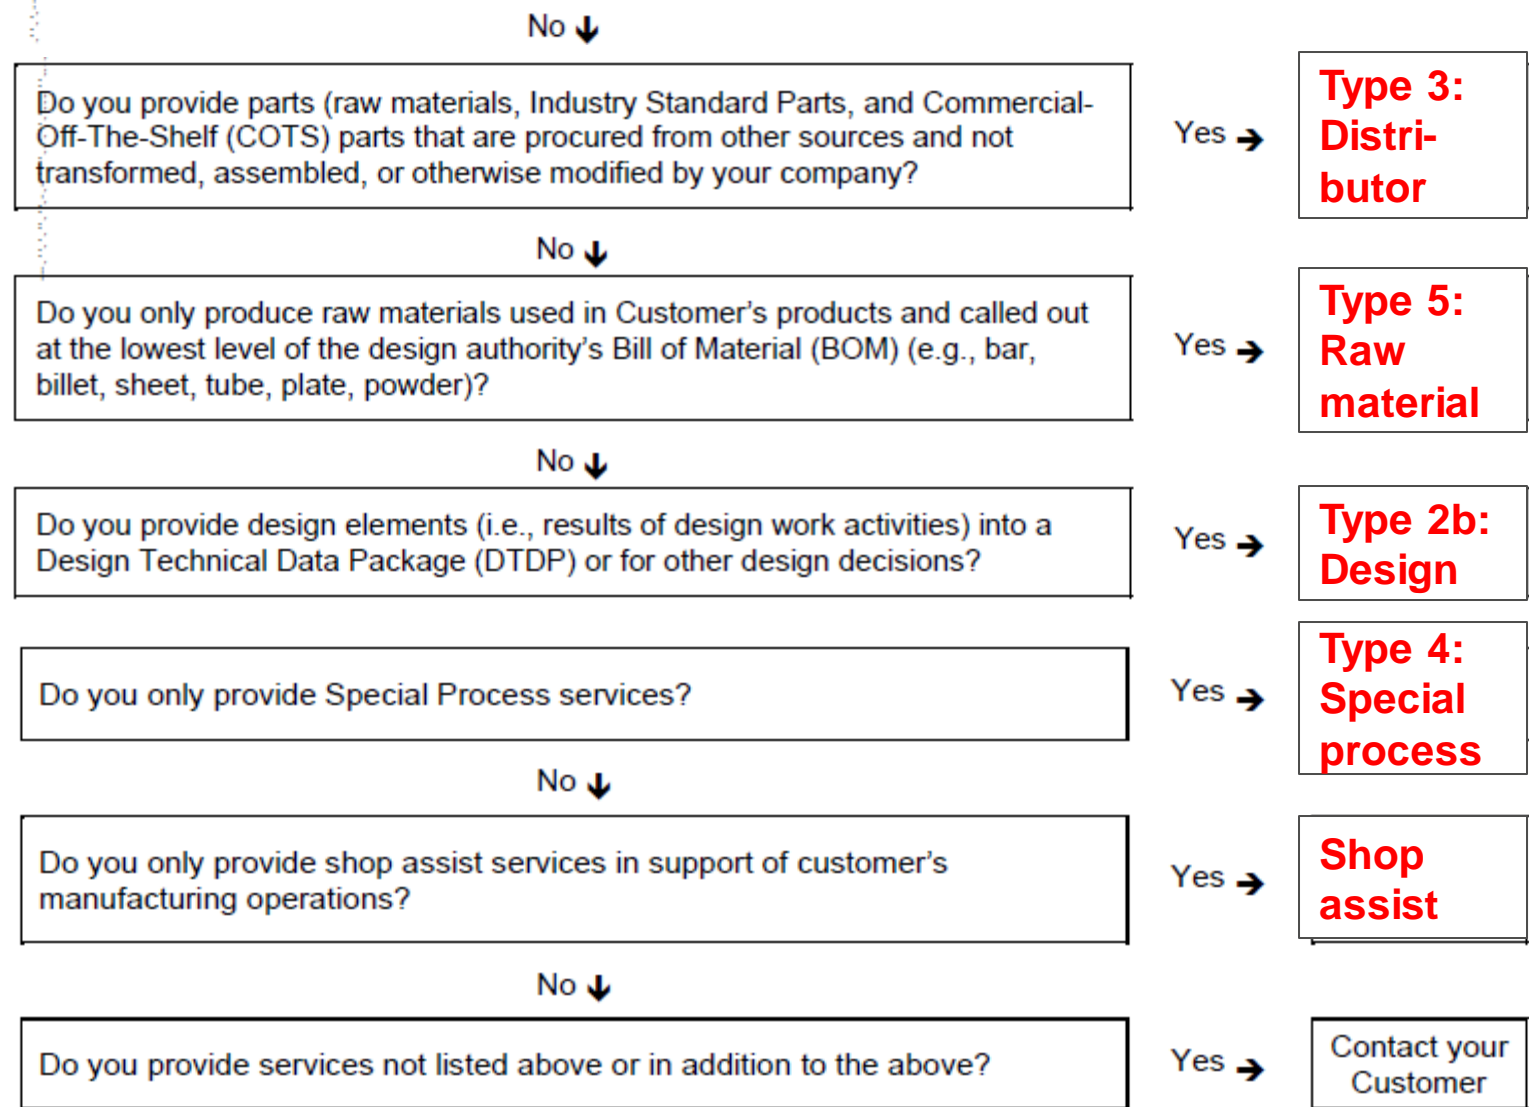 No ↓
Do you provide parts (raw materials, Industry Standard Parts, and Commercial-
Off-The-Shelf (COTS) parts that are procured from other sources and not
transformed, assembled, or otherwise modified by your company?
Yes →
Type 3:
Distri-
butor
No ↓
Do you only produce raw materials used in Customer's products and called out
at the lowest level of the design authority's Bill of Material (BOM) (e.g., bar,
billet, sheet, tube, plate, powder)?
Yes →
Type 5:
Raw
material
No ↓
Do you provide design elements (i.e., results of design work activities) into a
Design Technical Data Package (DTDP) or for other design decisions?
Yes →
Type 2b:
Design
Do you only provide Special Process services?
Yes →
Type 4:
Special
process
No ↓
Do you only provide shop assist services in support of customer's
manufacturing operations?
Yes →
Shop
assist
No ↓
Do you provide services not listed above or in addition to the above?
Yes →
Contact your
Customer